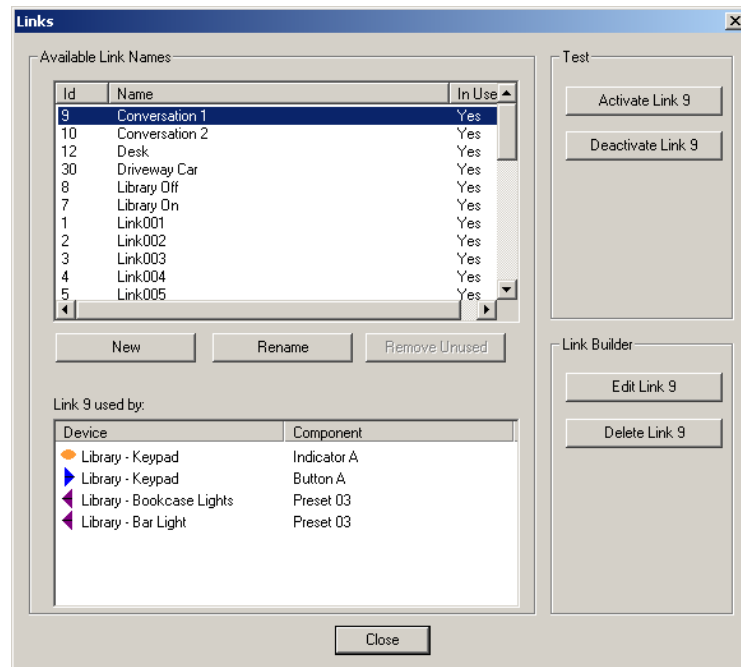 Links
Available Link Names
Id Name In Use
9 Conversation 1 Yes
10 Conversation 2 Yes
12 Desk Yes
30 Driveway Car Yes
8 Library Off Yes
7 Library On Yes
1 Link001 Yes
2 Link002 Yes
3 Link003 Yes
4 Link004 Yes
5 Link005 Yes
New Rename Remove Unused
Link 9 used by:
Device Component
Library - Keypad Indicator A
Library - Keypad Button A
Library - Bookcase Lights Preset 03
Library - Bar Light Preset 03
Test
Activate Link 9
Deactivate Link 9
Link Builder
Edit Link 9
Delete Link 9
Close